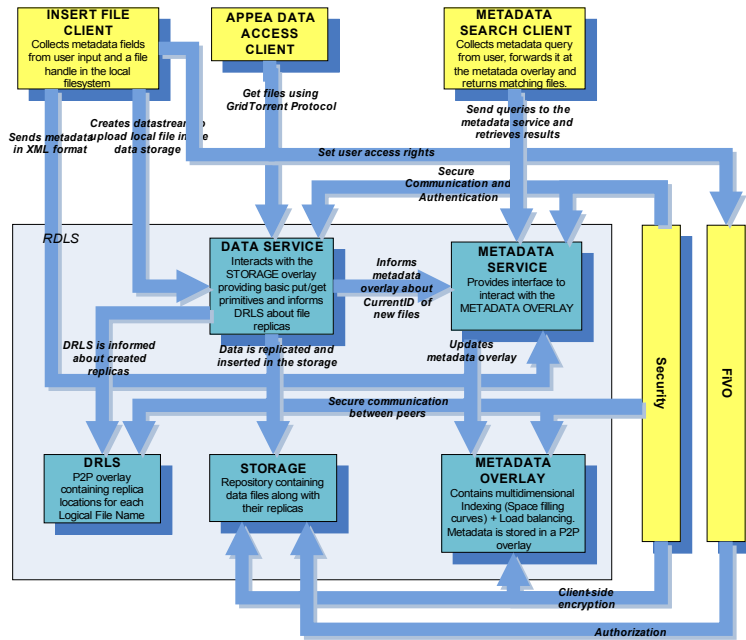 INSERT FILE
CLIENT
Collects metadata fields
from user input and a file
handle in the local
filesystem
APPEA DATA
ACCESS
CLIENT
METADATA
SEARCH CLIENT
Collects metadata query
from user, forwards it at
the metatada overlay and
returns matching files.
Get files using
GridTorrent Protocol
Sends metadata
in XML format
Creates datastream to
upload local file in the
data storage
Send queries to the
metadata service and
retrieves results
Set user access rights
Secure
Communication and
Authentication
RDLS
DATA SERVICE
Interacts with the
STORAGE overlay
providing basic put/get
primitives and informs
DRLS about file
replicas
Informs
metadata
overlay about
CurrentID of
new files
METADATA
SERVICE
Provides interface to
interact with the
METADATA OVERLAY
DRLS is informed
about created
replicas
Data is replicated and
inserted in the storage
Updates
metadata overlay
Security
FIVO
Secure communication
between peers
DRLS
P2P overlay
containing replica
locations for each
Logical File Name
STORAGE
Repository containing
data files along with
their replicas
METADATA
OVERLAY
Contains multidimensional
Indexing (Space filling
curves) + Load balancing.
Metadata is stored in a P2P
overlay
Client-side
encryption
Authorization